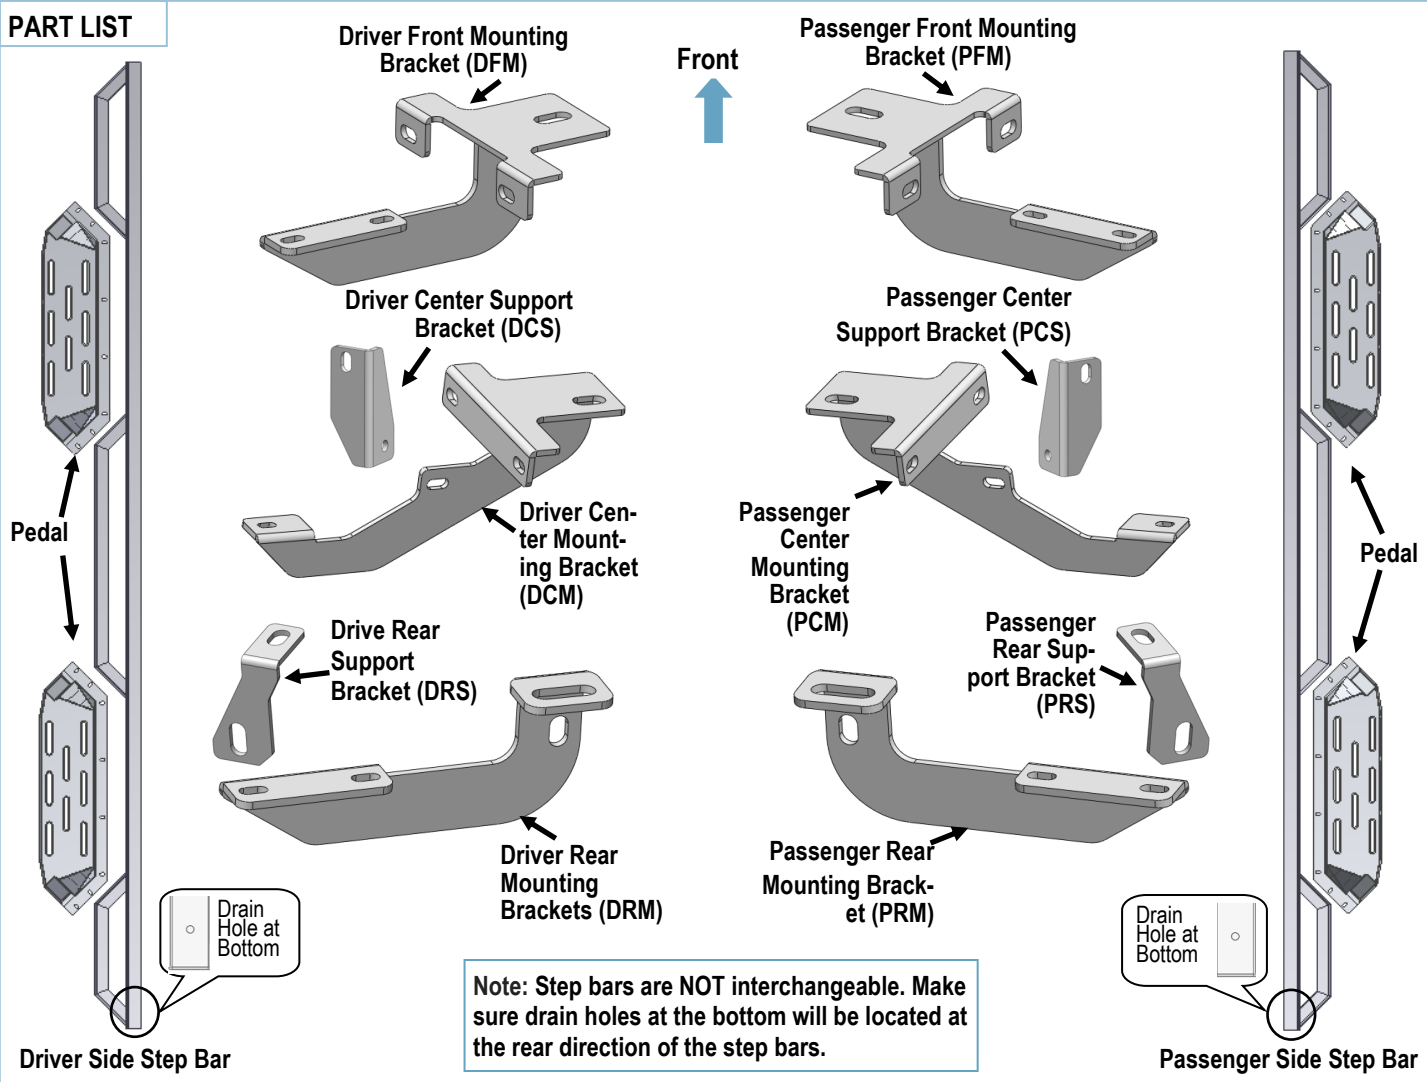 PART LIST
Driver Front Mounting
Bracket (DFM)
Front
Passenger Front Mounting
Bracket (PFM)
Driver Center Support
Bracket (DCS)
Passenger Center
Support Bracket (PCS)
Pedal
Driver Cen-
ter Mount-
ing Bracket
(DCM)
Passenger
Center
Mounting
Bracket
(PCM)
Pedal
Drive Rear
Support
Bracket (DRS)
Passenger
Rear Sup-
port Bracket
(PRS)
Driver Rear
Mounting
Brackets (DRM)
Passenger Rear
Mounting Brack-
et (PRM)
Drain
Hole at
Bottom
Drain
Hole at
Bottom
Note: Step bars are NOT interchangeable. Make
sure drain holes at the bottom will be located at
the rear direction of the step bars.
Driver Side Step Bar
Passenger Side Step Bar